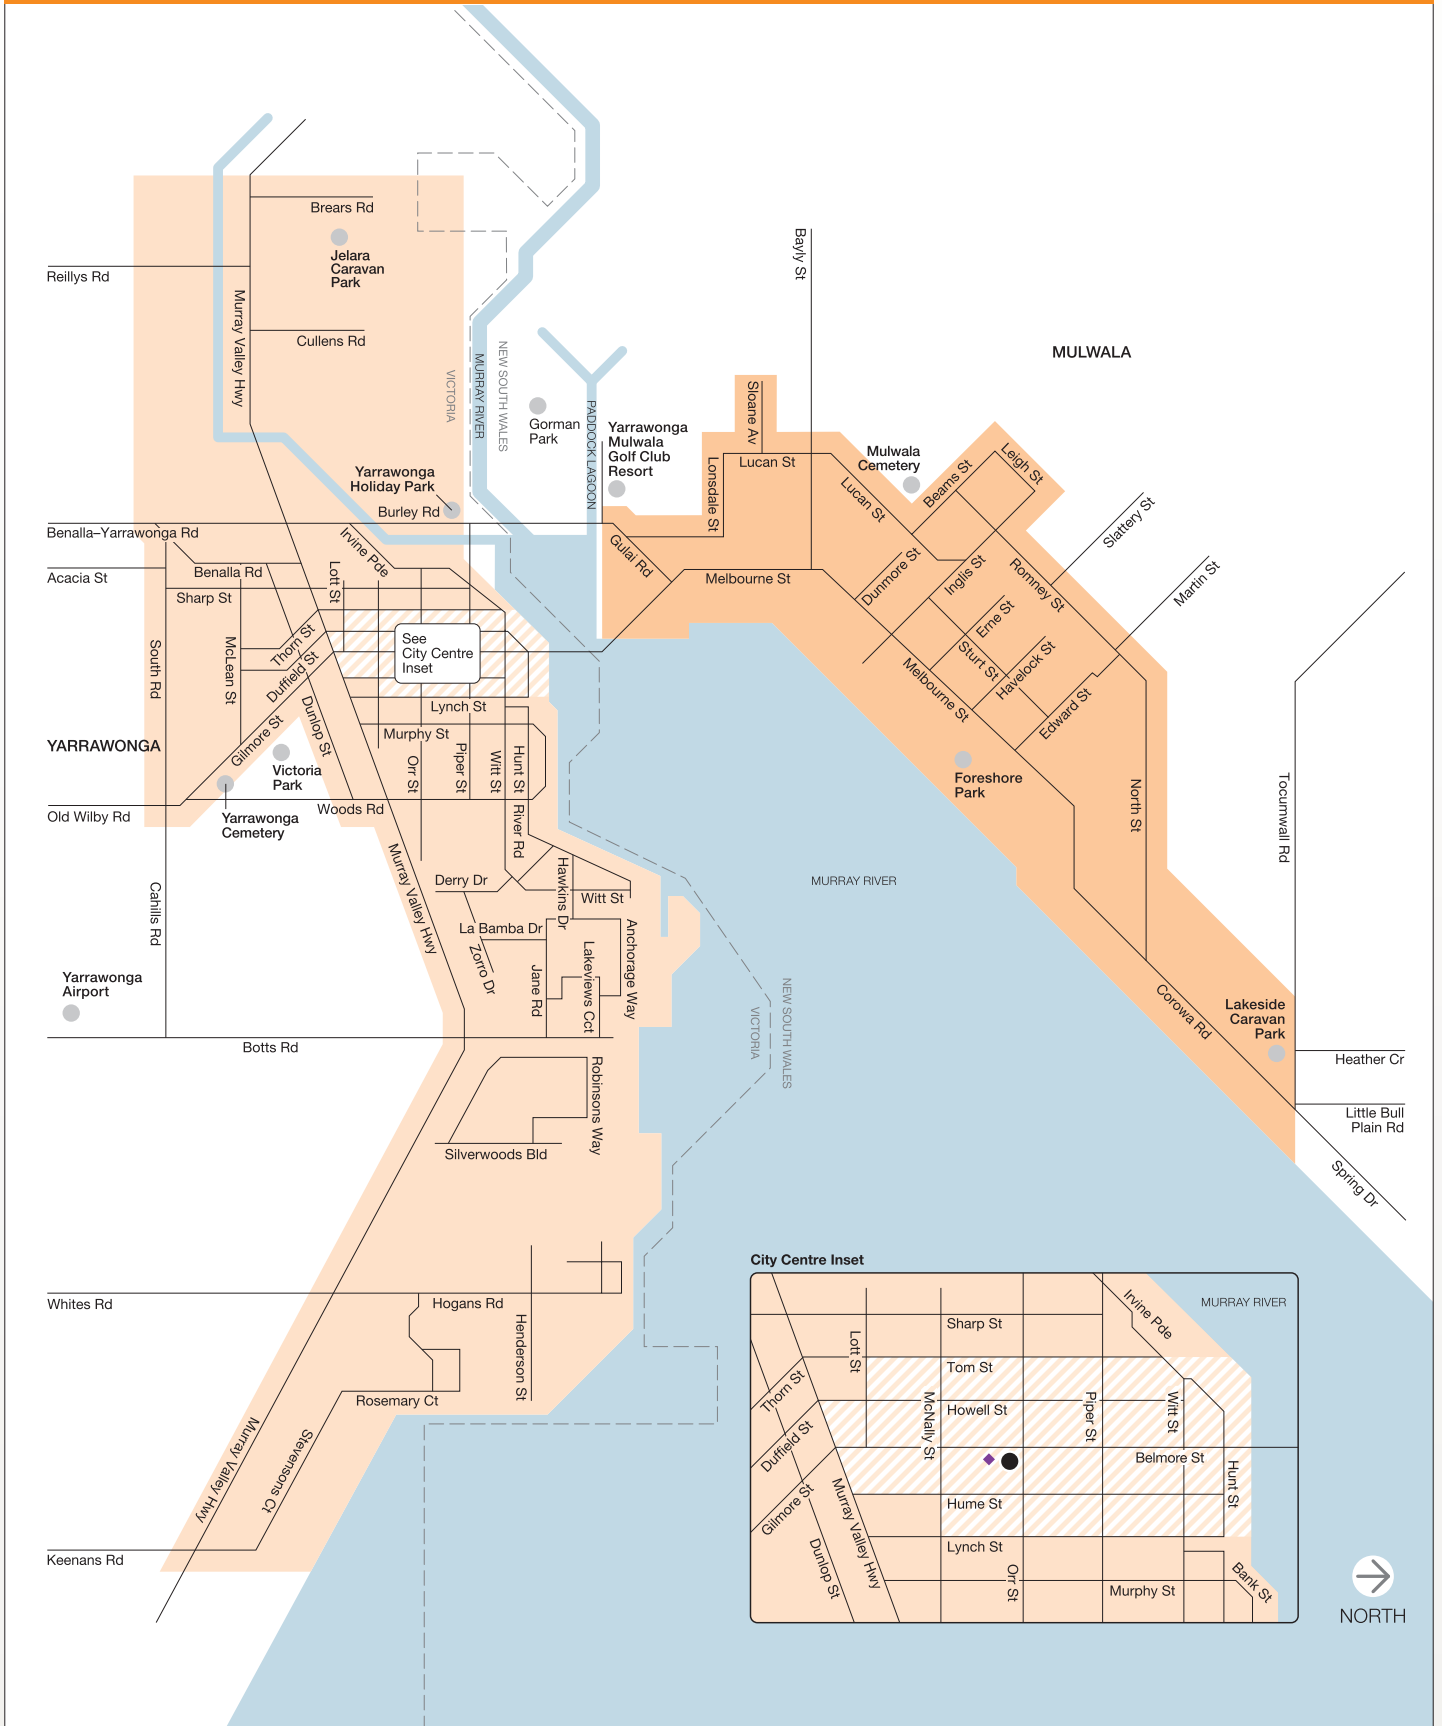 Brears Rd
Jelara
Caravan
Park
Reillys Rd
Murray Valley Hwy
Cullens Rd
VICTORIA
MURRAY RIVER
NEW SOUTH WALES
Gorman
Park
PADDOCK LAGOON
Yarrawonga
Mulwala
Golf Club
Resort
Bayly St
MULWALA
Sloane Av
Lucan St
Lonsdale St
Mulwala
Cemetery
Lucan St
Beams St
Leigh St
Slattery St
Martin St
Yarrawonga
Holiday Park
Burley Rd
Benalla–Yarrawonga Rd
Irvine Pde
Gulai Rd
Melbourne St
Dunmore St
Inglis St
Romney St
Erne St
Sturt St
Havelock St
Edward St
Melbourne St
Acacia St
Benalla Rd
Lott St
Sharp St
South Rd
McLean St
Thorn St
Duffield St
Gilmore St
Dunlop St
See
City Centre
Inset
Lynch St
Murphy St
Orr St
Piper St
Witt St
Hunt St
YARRAWONGA
Victoria
Park
Foreshore
Park
North St
Tocumwall Rd
Old Wilby Rd
Woods Rd
Yarrawonga
Cemetery
River Rd
Murray Valley Hwy
Derry Dr
Hawkins Dr
Witt St
MURRAY RIVER
Cahills Rd
La Bamba Dr
Zorro Dr
Jane Rd
Lakeviews Cct
Anchorage Way
Yarrawonga
Airport
VICTORIA
NEW SOUTH WALES
Corowa Rd
Lakeside
Caravan
Park
Botts Rd
Heather Cr
Robinsons Way
Little Bull
Plain Rd
Silverwoods Bld
Spring Dr
Whites Rd
Hogans Rd
Henderson St
Rosemary Ct
Murray Valley Hwy
Stevensons Ct
Keenans Rd
City Centre Inset
MURRAY RIVER
Irvine Pde
Sharp St
Lott St
Tom St
Thorn St
McNally St
Howell St
Piper St
Witt St
Duffield St
Belmore St
Hunt St
Gilmore St
Murray Valley Hwy
Hume St
Dunlop St
Lynch St
Orr St
Murphy St
Bank St
NORTH